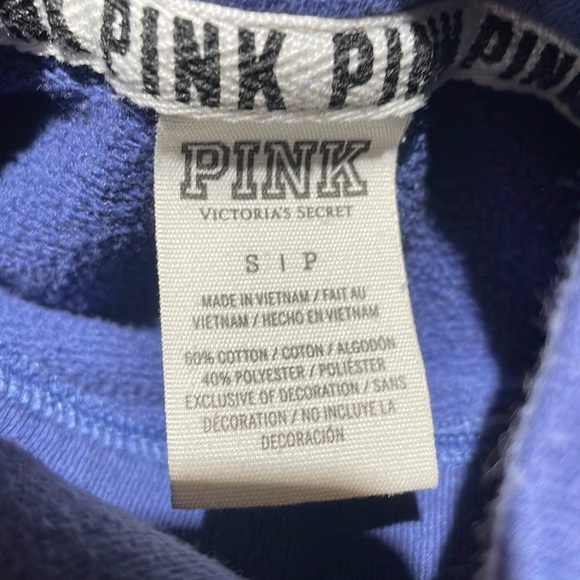 PINK PINK PINK
PINK
VICTORIA'S SECRET
S | P
MADE IN VIETNAM / FAIT AU
VIETNAM / HECHO EN VIETNAM
60% COTTON / COTON / ALGODÓN
40% POLYESTER / POLIÉSTER
EXCLUSIVE OF DECORATION / SANS
DÉCORATION / NO INCLUYE LA
DECORACIÓN